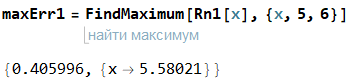 maxErr1 = FindMaximum[Rn1[x], {x, 5, 6}]
найти максимум
{0.405996, {x → 5.58021}}